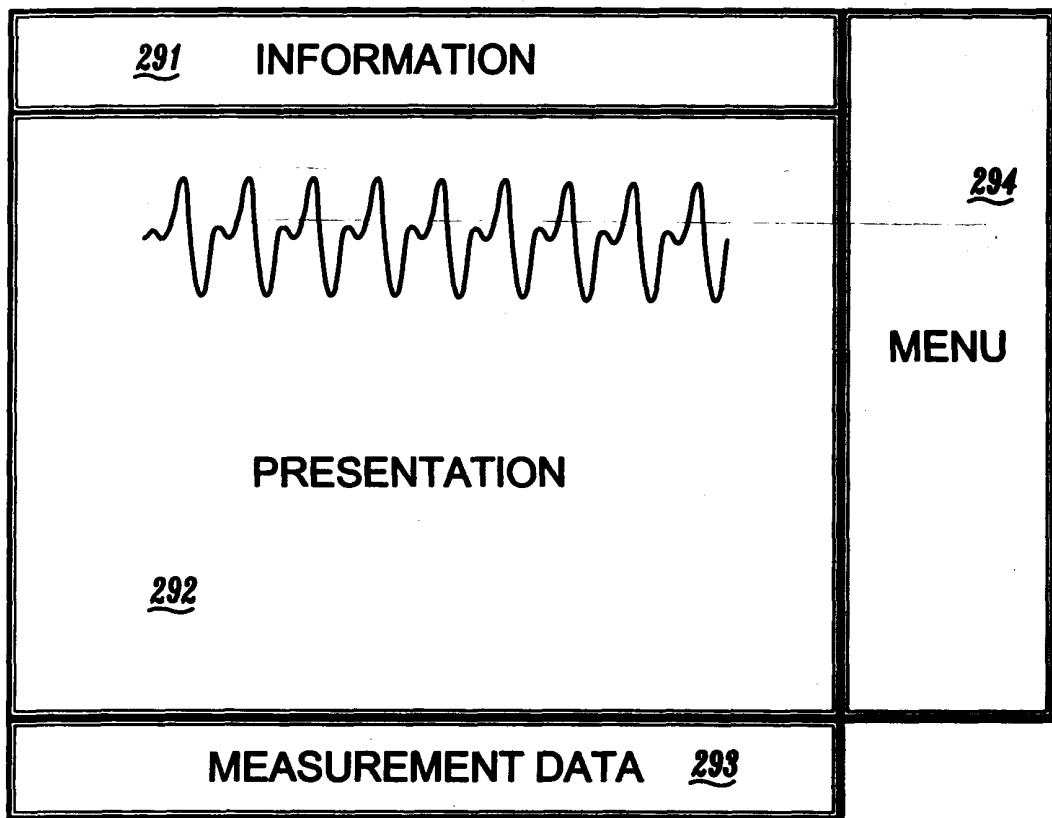 291 INFORMATION
294
MENU
PRESENTATION
292
MEASUREMENT DATA 293